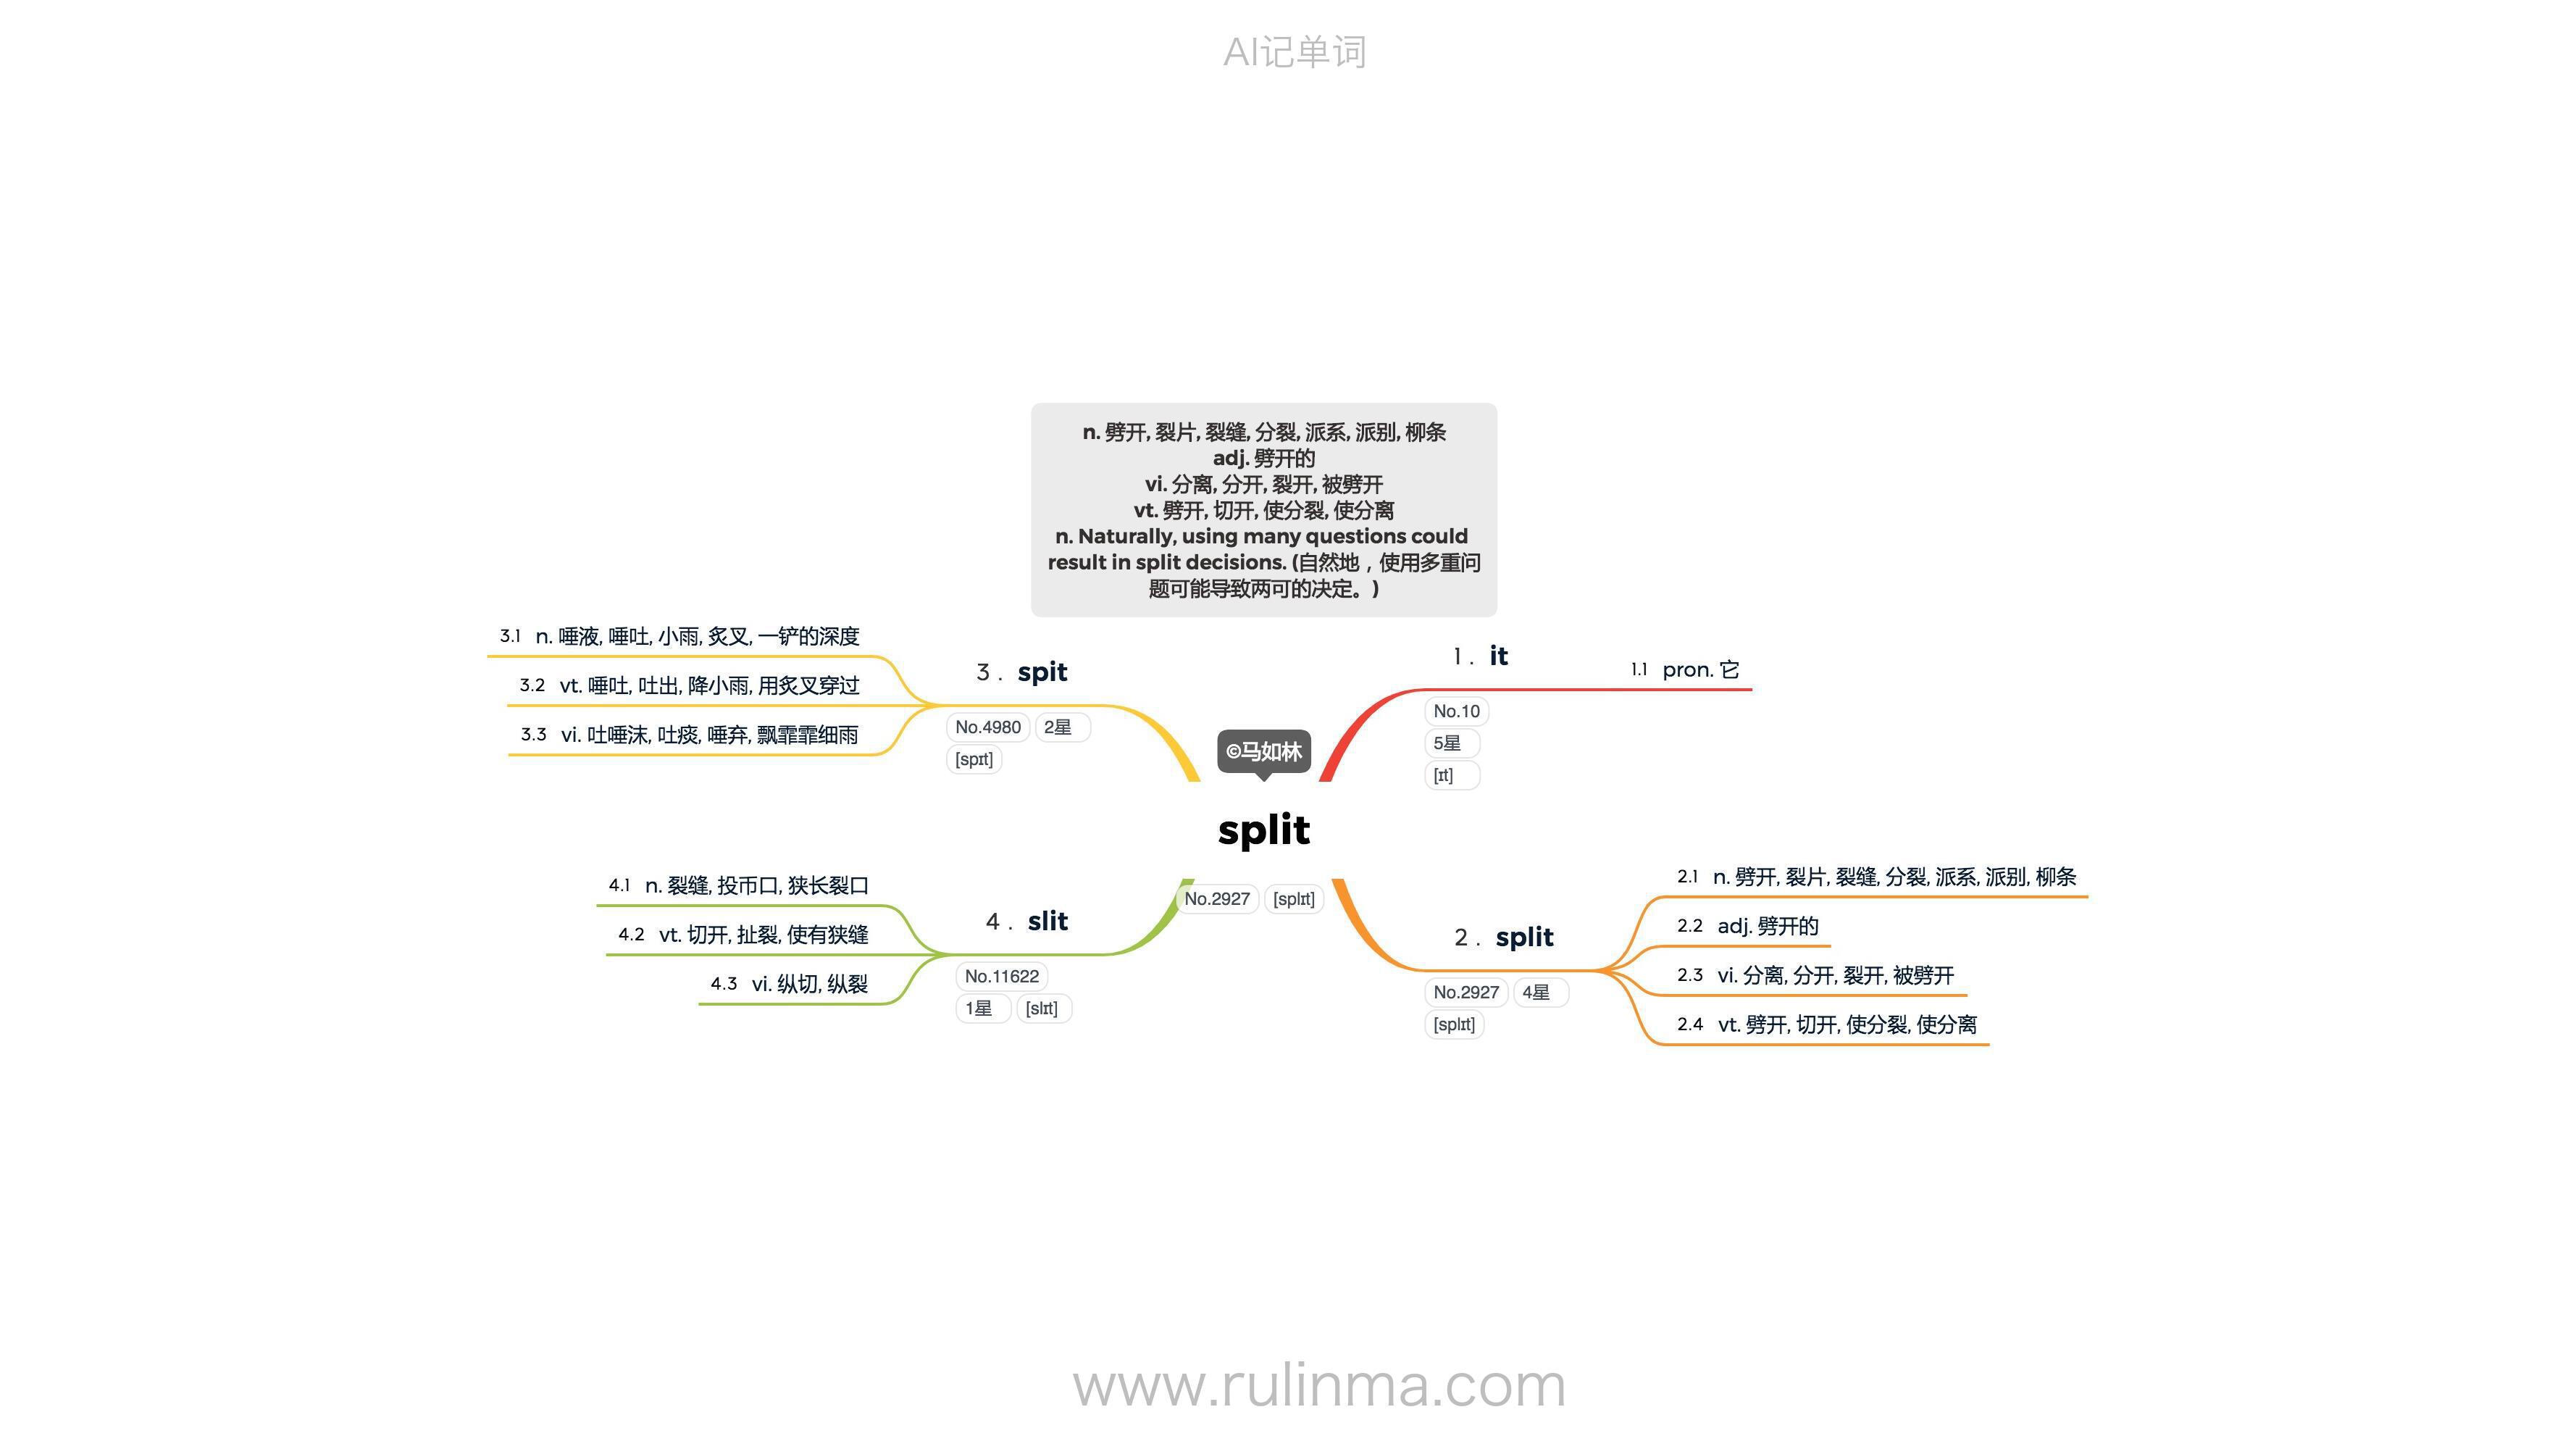 AI记单词
n. 劈开, 裂片, 裂缝, 分裂, 派系, 派别, 柳条
adj. 劈开的
vi. 分离, 分开, 裂开, 被劈开
vt. 劈开, 切开, 使分裂, 使分离
n. Naturally, using many questions could
result in split decisions. (自然地，使用多重问
题可能导致两可的决定。)
©马如林
split
No.2927 [splɪt]
1. it
No.10
5星
[ɪt]
1.1 pron. 它
2. split
No.2927 4星
[splɪt]
2.1 n. 劈开, 裂片, 裂缝, 分裂, 派系, 派别, 柳条
2.2 adj. 劈开的
2.3 vi. 分离, 分开, 裂开, 被劈开
2.4 vt. 劈开, 切开, 使分裂, 使分离
3. spit
No.4980 2星
[spɪt]
3.1 n. 唾液, 唾吐, 小雨, 炙叉, 一铲的深度
3.2 vt. 唾吐, 吐出, 降小雨, 用炙叉穿过
3.3 vi. 吐唾沫, 吐痰, 唾弃, 飘霏霏细雨
4. slit
No.11622
1星 [slɪt]
4.1 n. 裂缝, 投币口, 狭长裂口
4.2 vt. 切开, 扯裂, 使有狭缝
4.3 vi. 纵切, 纵裂
www.rulinma.com